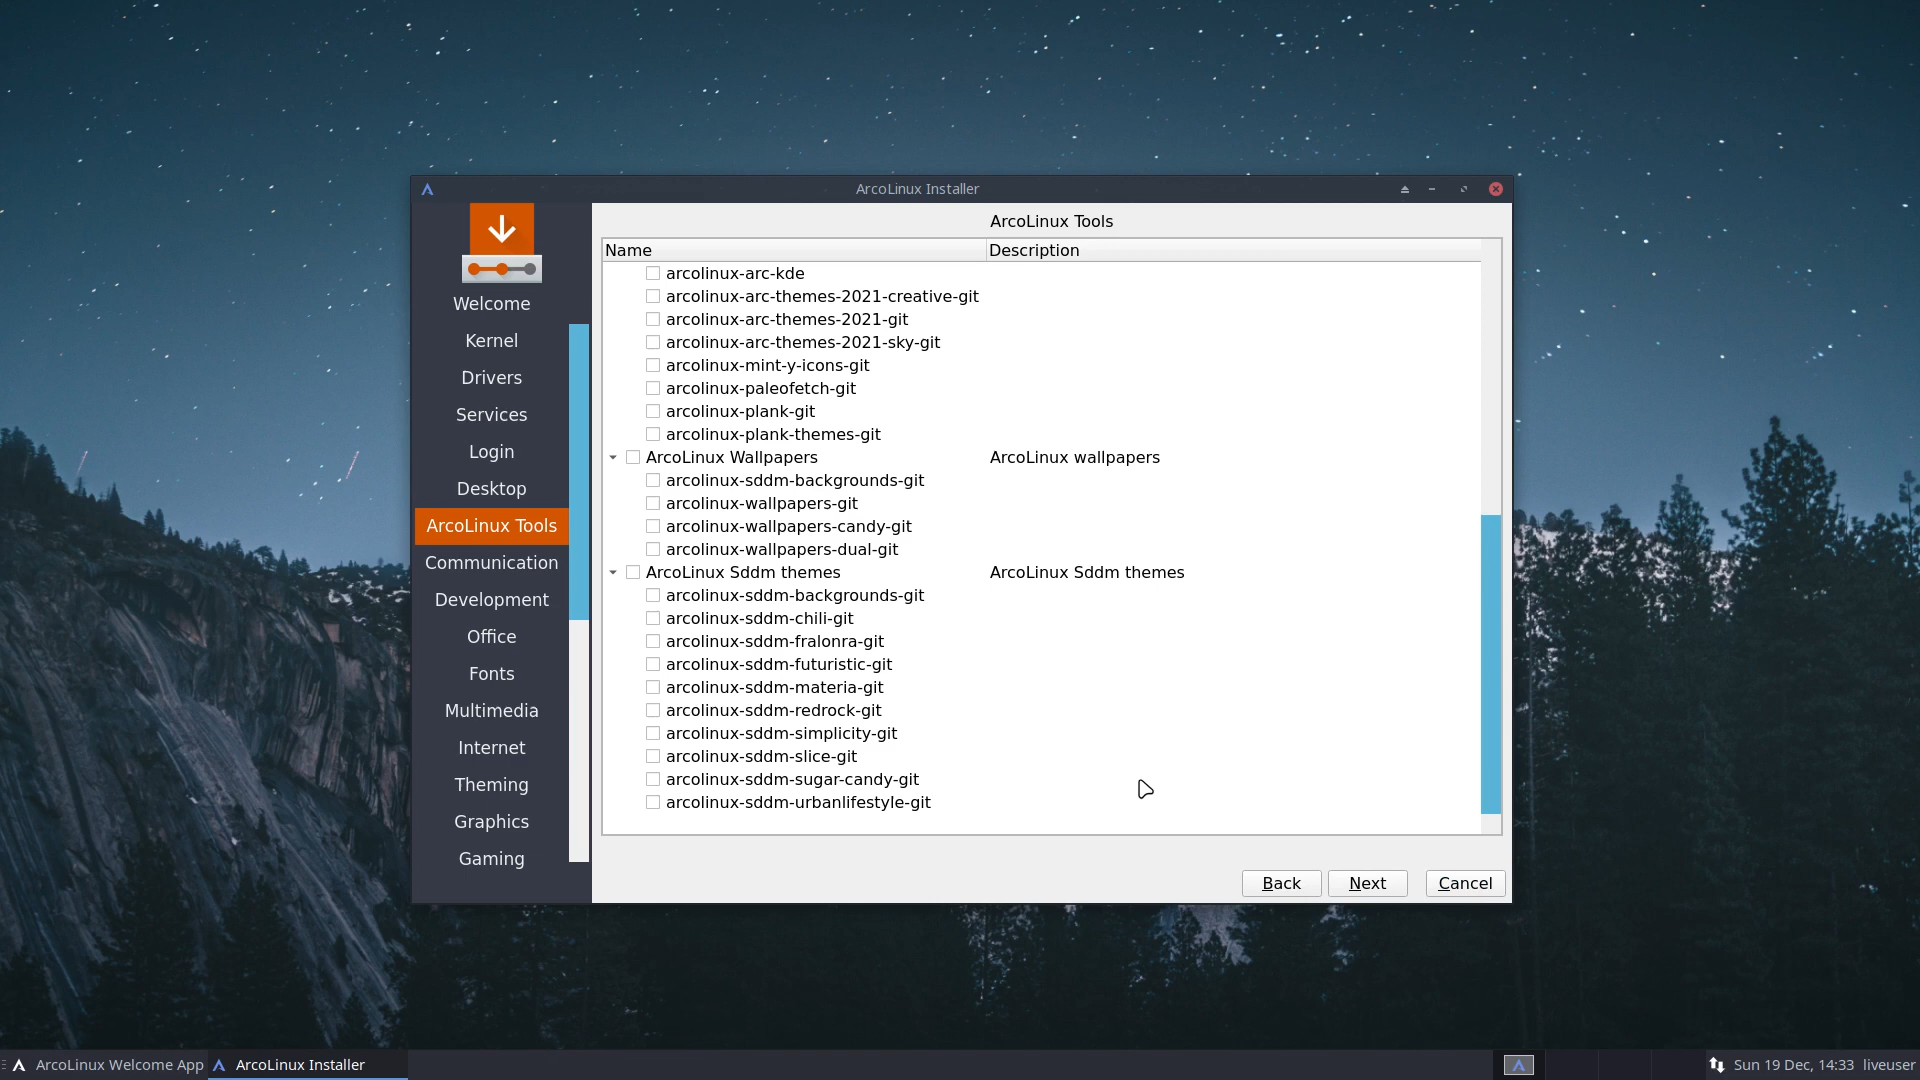 ArcoLinux Installer
Welcome
Kernel
Drivers
Services
Login
Desktop
ArcoLinux Tools
Communication
Development
Office
Fonts
Multimedia
Internet
Theming
Graphics
Gaming
ArcoLinux Tools
Name Description
arcolinux-arc-kde
arcolinux-arc-themes-2021-creative-git
arcolinux-arc-themes-2021-git
arcolinux-arc-themes-2021-sky-git
arcolinux-mint-y-icons-git
arcolinux-paleofetch-git
arcolinux-plank-git
arcolinux-plank-themes-git
ArcoLinux Wallpapers ArcoLinux wallpapers
arcolinux-sddm-backgrounds-git
arcolinux-wallpapers-git
arcolinux-wallpapers-candy-git
arcolinux-wallpapers-dual-git
ArcoLinux Sddm themes ArcoLinux Sddm themes
arcolinux-sddm-backgrounds-git
arcolinux-sddm-chili-git
arcolinux-sddm-fralonra-git
arcolinux-sddm-futuristic-git
arcolinux-sddm-materia-git
arcolinux-sddm-redrock-git
arcolinux-sddm-simplicity-git
arcolinux-sddm-slice-git
arcolinux-sddm-sugar-candy-git
arcolinux-sddm-urbanlifestyle-git
Back Next Cancel
ArcoLinux Welcome App ArcoLinux Installer Sun 19 Dec, 14:33 liveuser